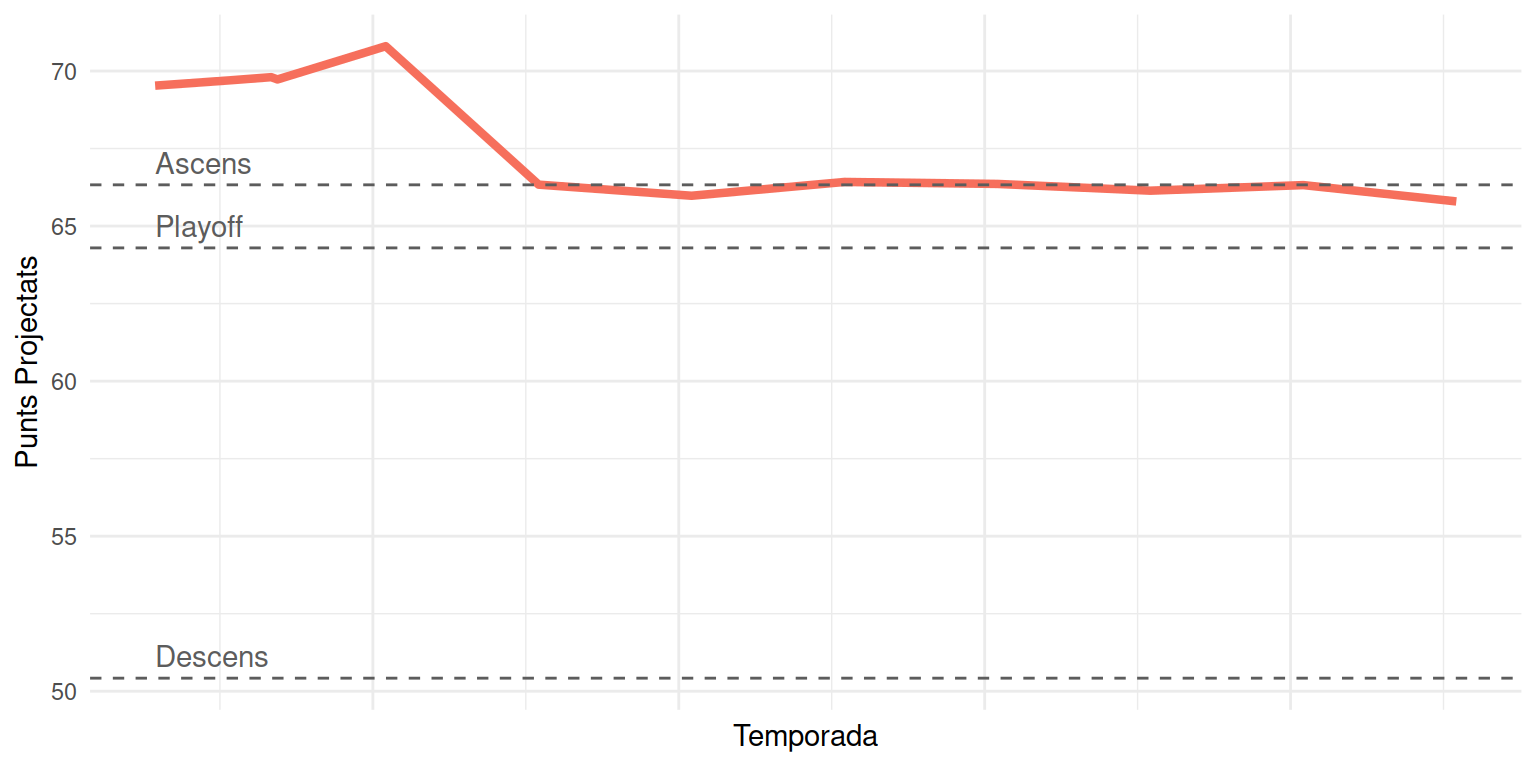 70
Ascens
65
Playoff
Punts Projectats
60
55
Descens
50
Temporada